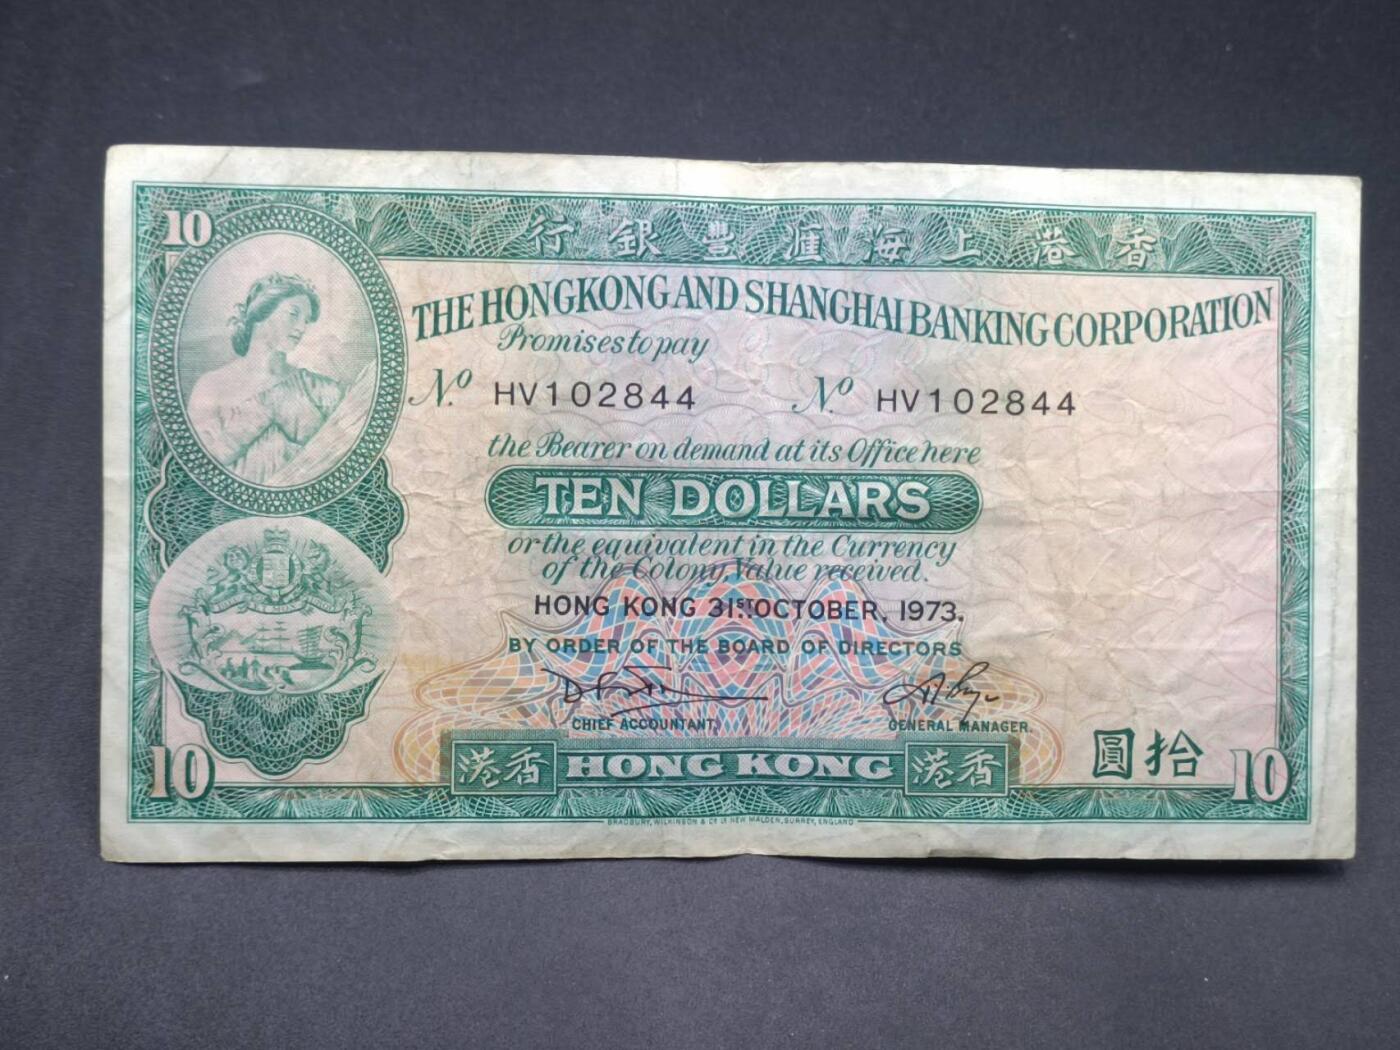 10
行銀豐滙海上港香
THE HONGKONG AND SHANGHAI BANKING CORPORATION
Promises to pay
No. HV102844 No. HV102844
the Bearer on demand at its Office here
TEN DOLLARS
or the equivalent in the Currency
of the Colony, Value received.
HONG KONG 31ST OCTOBER, 1973.
BY ORDER OF THE BOARD OF DIRECTORS
CHIEF ACCOUNTANT. GENERAL MANAGER.
10 港香 HONG KONG 港香 圓拾 10
BRADBURY, WILKINSON & Co. Ld. NEW MALDEN, SURREY, ENGLAND